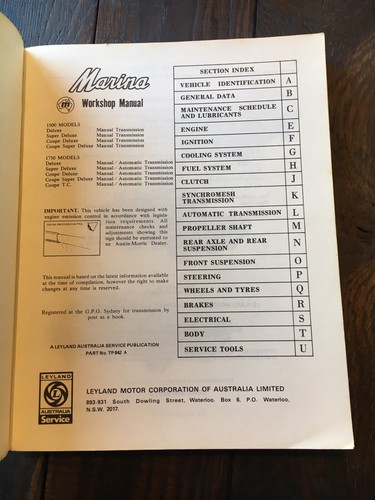 Marina
Workshop Manual
1500 MODELS
Deluxe Manual Transmission
Super Deluxe Manual Transmission
Coupe Deluxe Manual Transmission
Coupe Super Deluxe Manual Transmission
1750 MODELS
Deluxe Manual/Automatic Transmission
Super Deluxe Manual/Automatic Transmission
Coupe Deluxe Manual/Automatic Transmission
Coupe Super Deluxe Manual/Automatic Transmission
Coupe T.C. Manual/Automatic Transmission
IMPORTANT. This vehicle has been designed with
engine emission control in accordance with legisla-
tion requirements. All
maintenance checks and
adjustments showing this
sign should be entrusted to
an Austin-Morris Dealer.
This manual is based on the latest information available
at the time of compilation, however the right to make
changes at any time is reserved.
Registered at the G.P.O. Sydney for transmission by
post as a book.
A LEYLAND AUSTRALIA SERVICE PUBLICATION
PART No. TP842 A
SECTION INDEX
VEHICLE IDENTIFICATION A
GENERAL DATA B
MAINTENANCE SCHEDULE
AND LUBRICANTS C
ENGINE E
IGNITION F
COOLING SYSTEM G
FUEL SYSTEM H
CLUTCH J
SYNCHROMESH
TRANSMISSION K
AUTOMATIC TRANSMISSION L
PROPELLER SHAFT M
REAR AXLE AND REAR
SUSPENSION N
FRONT SUSPENSION O
STEERING P
WHEELS AND TYRES Q
BRAKES R
ELECTRICAL S
BODY T
SERVICE TOOLS U
LEYLAND
L
AUSTRALIA
Service
LEYLAND MOTOR CORPORATION OF AUSTRALIA LIMITED
893-931 South Dowling Street, Waterloo. Box 6, P.O. Waterloo,
N.S.W. 2017.